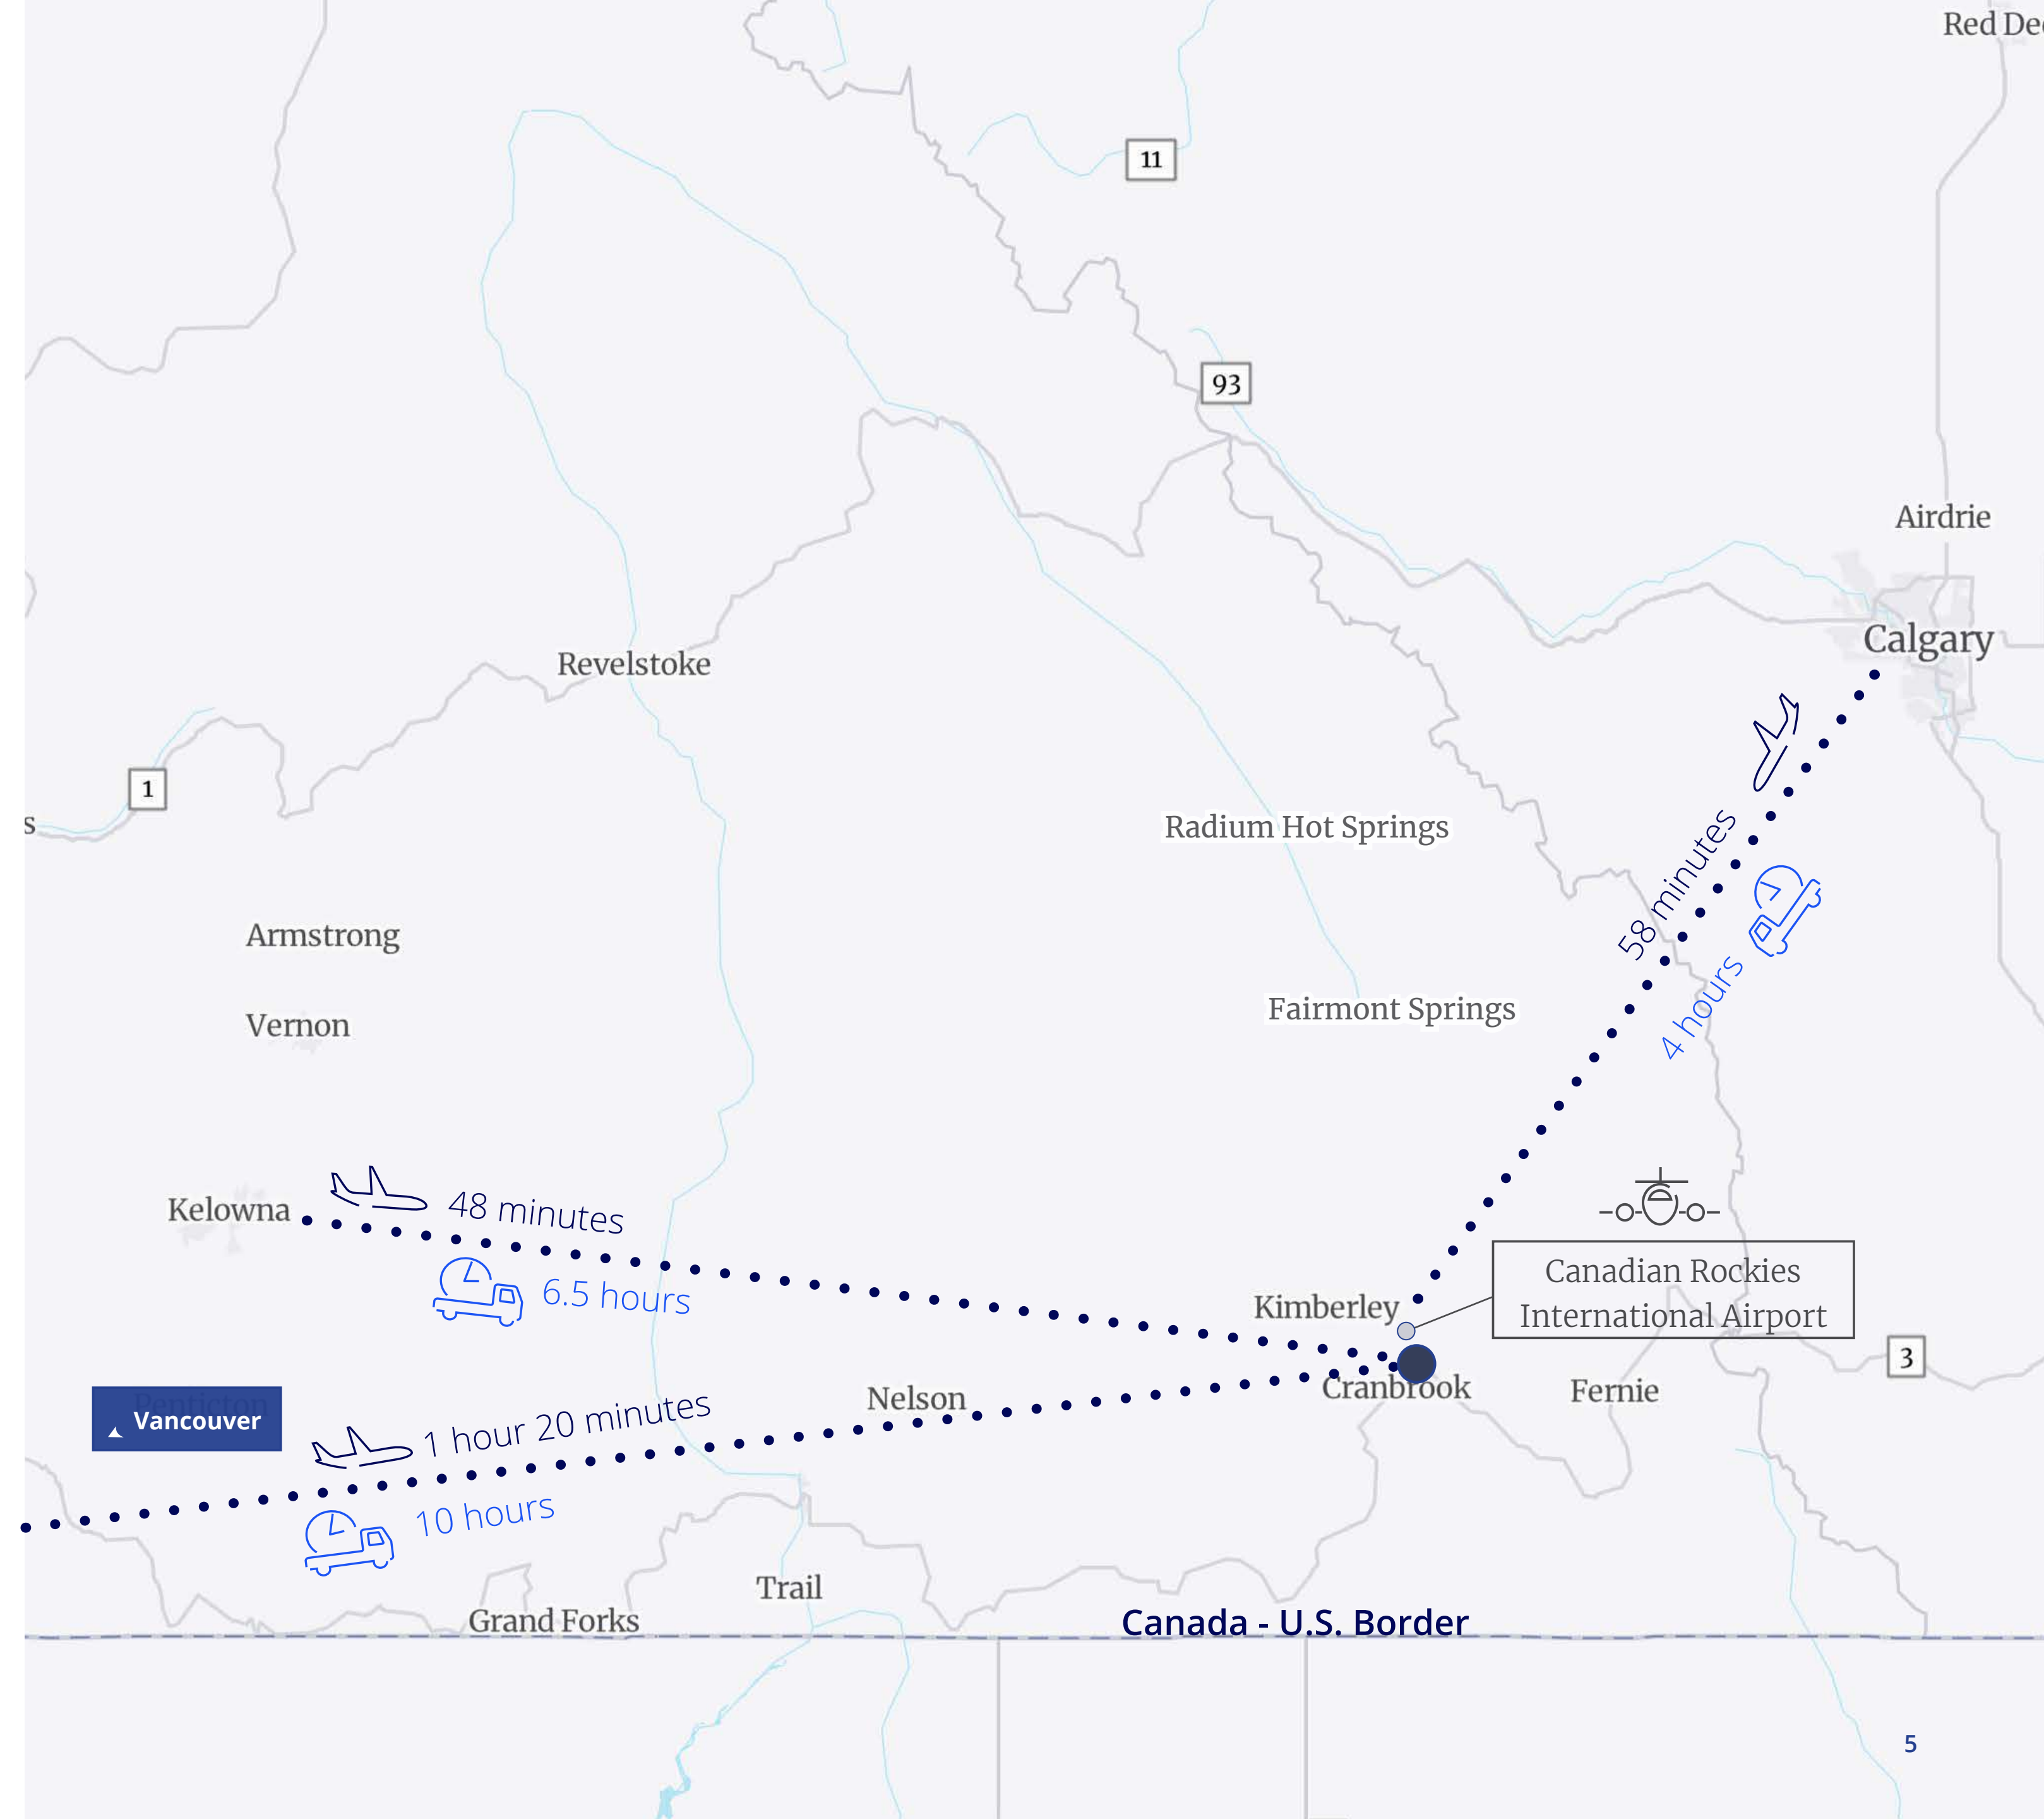 Red Dee
11
93
Airdrie
Calgary
Revelstoke
1
s
Radium Hot Springs
58 minutes
4 hours
Armstrong
Fairmont Springs
Vernon
Kelowna
48 minutes
6.5 hours
Canadian Rockies
International Airport
Kimberley
3
Cranbrook
Fernie
Nelson
Penticton
Vancouver
1 hour 20 minutes
10 hours
Trail
Grand Forks
Canada - U.S. Border
5